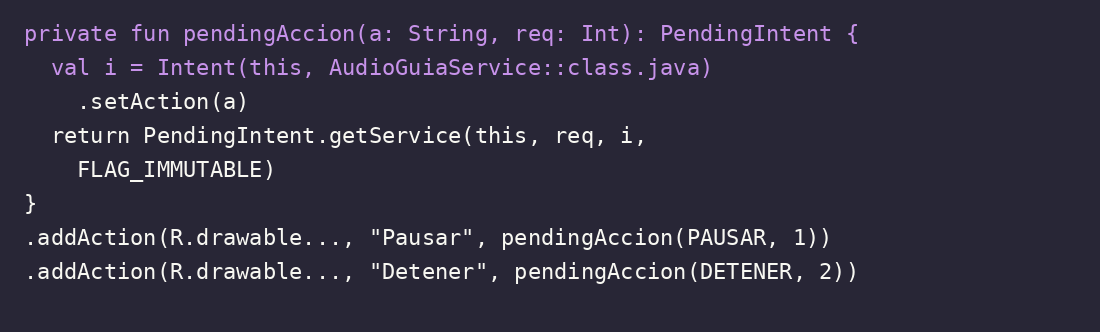 private fun pendingAccion(a: String, req: Int): PendingIntent {
  val i = Intent(this, AudioGuiaService::class.java)
    .setAction(a)
  return PendingIntent.getService(this, req, i,
    FLAG_IMMUTABLE)
}
.addAction(R.drawable..., "Pausar", pendingAccion(PAUSAR, 1))
.addAction(R.drawable..., "Detener", pendingAccion(DETENER, 2))